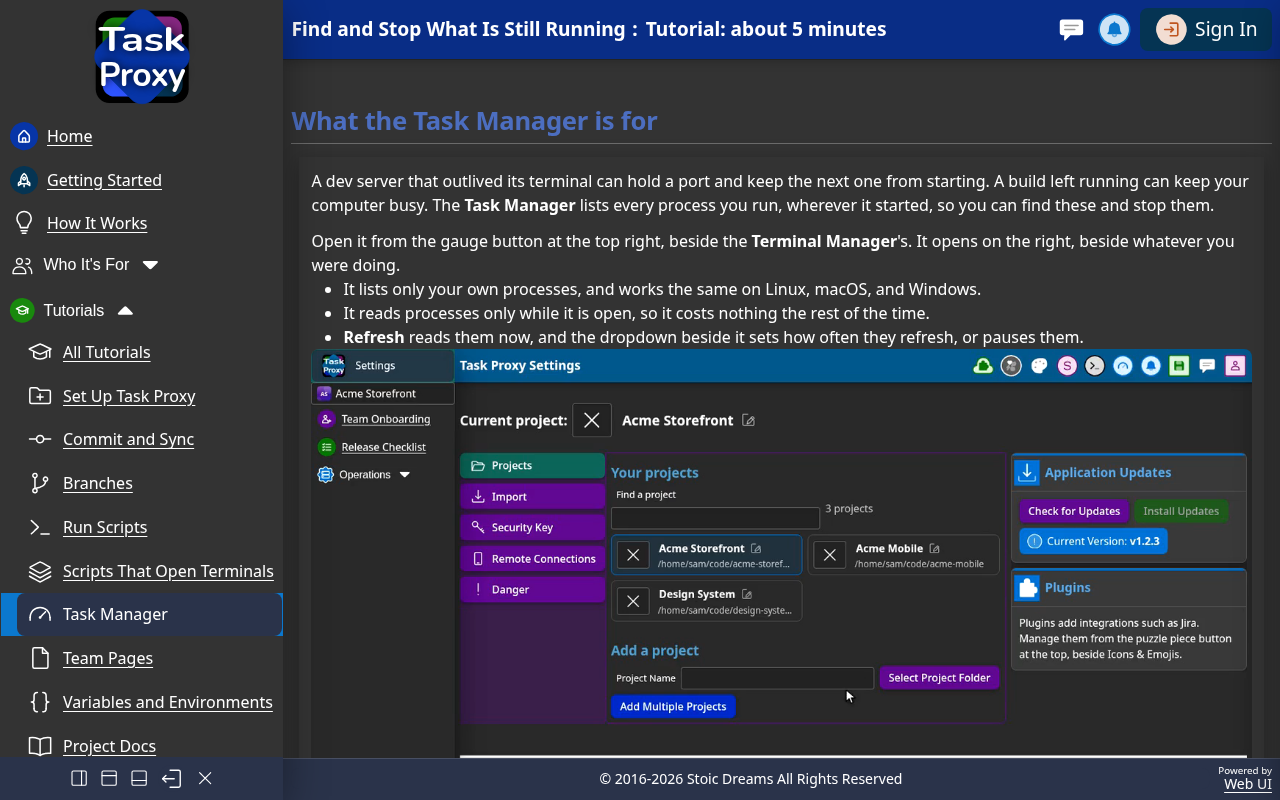 Task
Proxy
Find and Stop What Is Still Running : Tutorial: about 5 minutes
Sign In
Home
Getting Started
How It Works
Who It's For
Tutorials
All Tutorials
Set Up Task Proxy
Commit and Sync
Branches
Run Scripts
Scripts That Open Terminals
Task Manager
Team Pages
Variables and Environments
Project Docs
What the Task Manager is for
A dev server that outlived its terminal can hold a port and keep the next one from starting. A build left running can keep your
computer busy. The Task Manager lists every process you run, wherever it started, so you can find these and stop them.
Open it from the gauge button at the top right, beside the Terminal Manager's. It opens on the right, beside whatever you
were doing.
It lists only your own processes, and works the same on Linux, macOS, and Windows.
It reads processes only while it is open, so it costs nothing the rest of the time.
Refresh reads them now, and the dropdown beside it sets how often they refresh, or pauses them.
Task
Proxy
Settings
Task Proxy Settings
S
AS
Acme Storefront
Team Onboarding
Release Checklist
Operations
Current project:
Acme Storefront
Projects
Import
Security Key
Remote Connections
Danger
Your projects
Find a project
3 projects
Acme Storefront
/home/sam/code/acme-storef...
Acme Mobile
/home/sam/code/acme-mobile
Design System
/home/sam/code/design-syste...
Add a project
Project Name
Select Project Folder
Add Multiple Projects
Application Updates
Check for Updates
Install Updates
Current Version: v1.2.3
Plugins
Plugins add integrations such as Jira.
Manage them from the puzzle piece button
at the top, beside Icons & Emojis.
© 2016-2026 Stoic Dreams All Rights Reserved
Powered by
Web UI